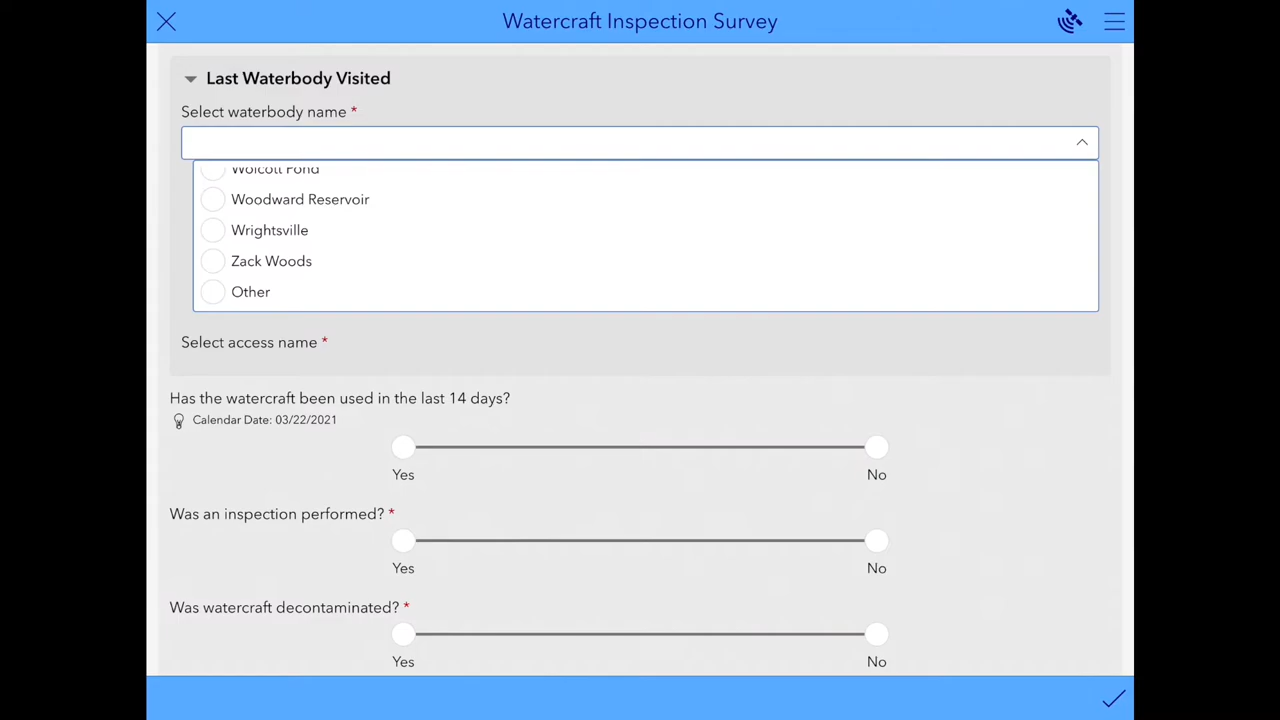 Watercraft Inspection Survey
Last Waterbody Visited
Select waterbody name *
Wolcott Pond
Woodward Reservoir
Wrightsville
Zack Woods
Other
Select access name *
Has the watercraft been used in the last 14 days?
Calendar Date: 03/22/2021
Yes No
Was an inspection performed? *
Yes No
Was watercraft decontaminated? *
Yes No